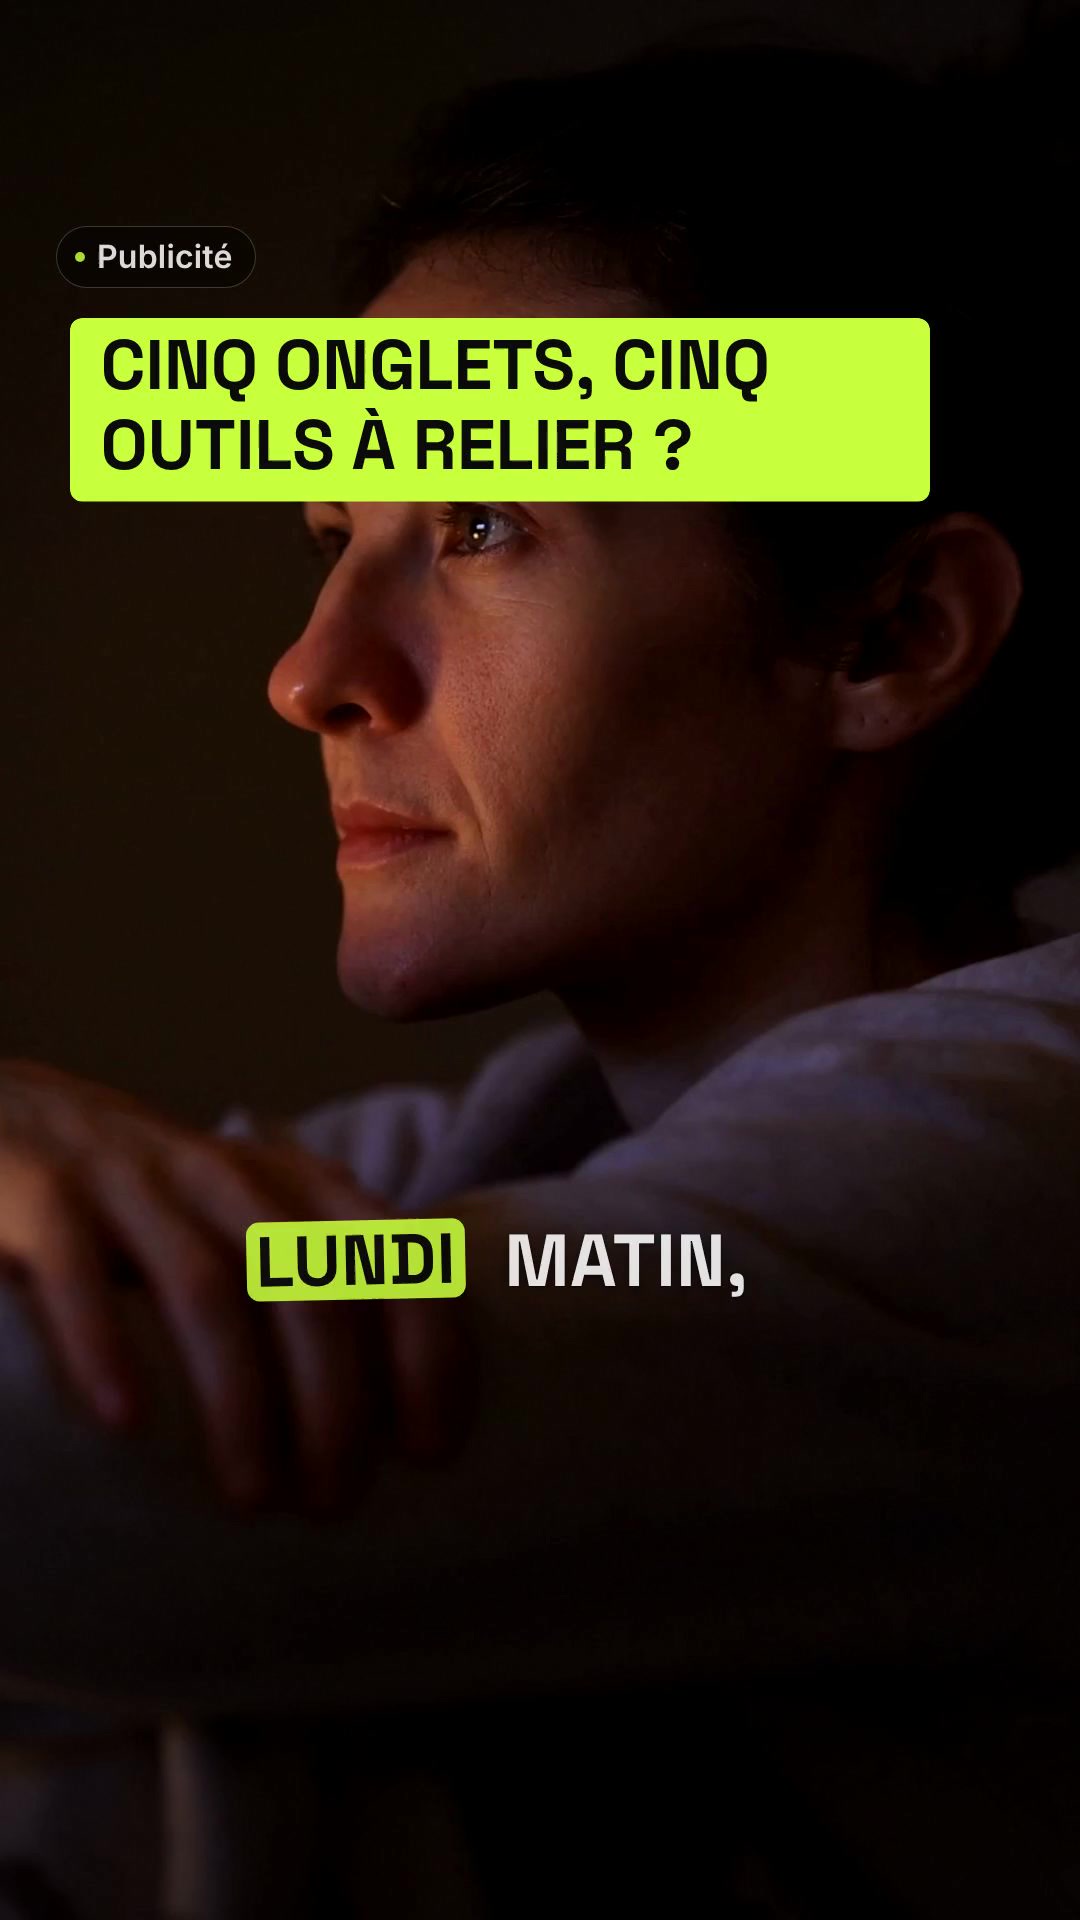 Publicité
CINQ ONGLETS, CINQ
OUTILS À RELIER ?
LUNDI MATIN,